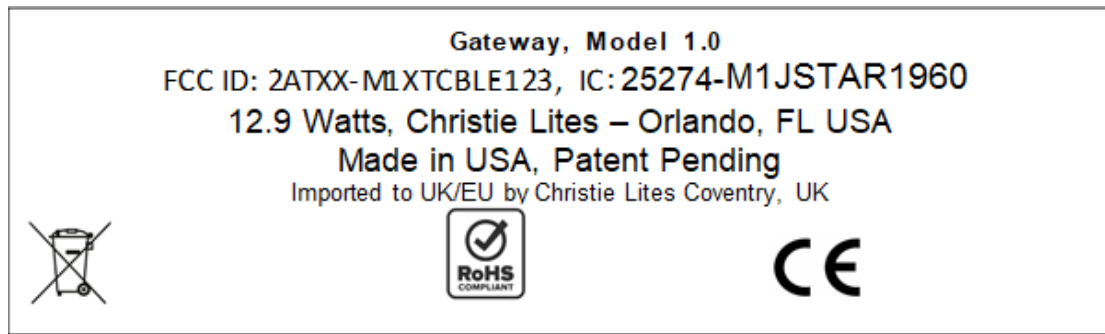 Gateway, Model 1.0
FCC ID: 2ATXX-M1XTCBLE123, IC: 25274-M1JSTAR1960
12.9 Watts, Christie Lites – Orlando, FL USA
Made in USA, Patent Pending
Imported to UK/EU by Christie Lites Coventry, UK
RoHS
COMPLIANT
CE